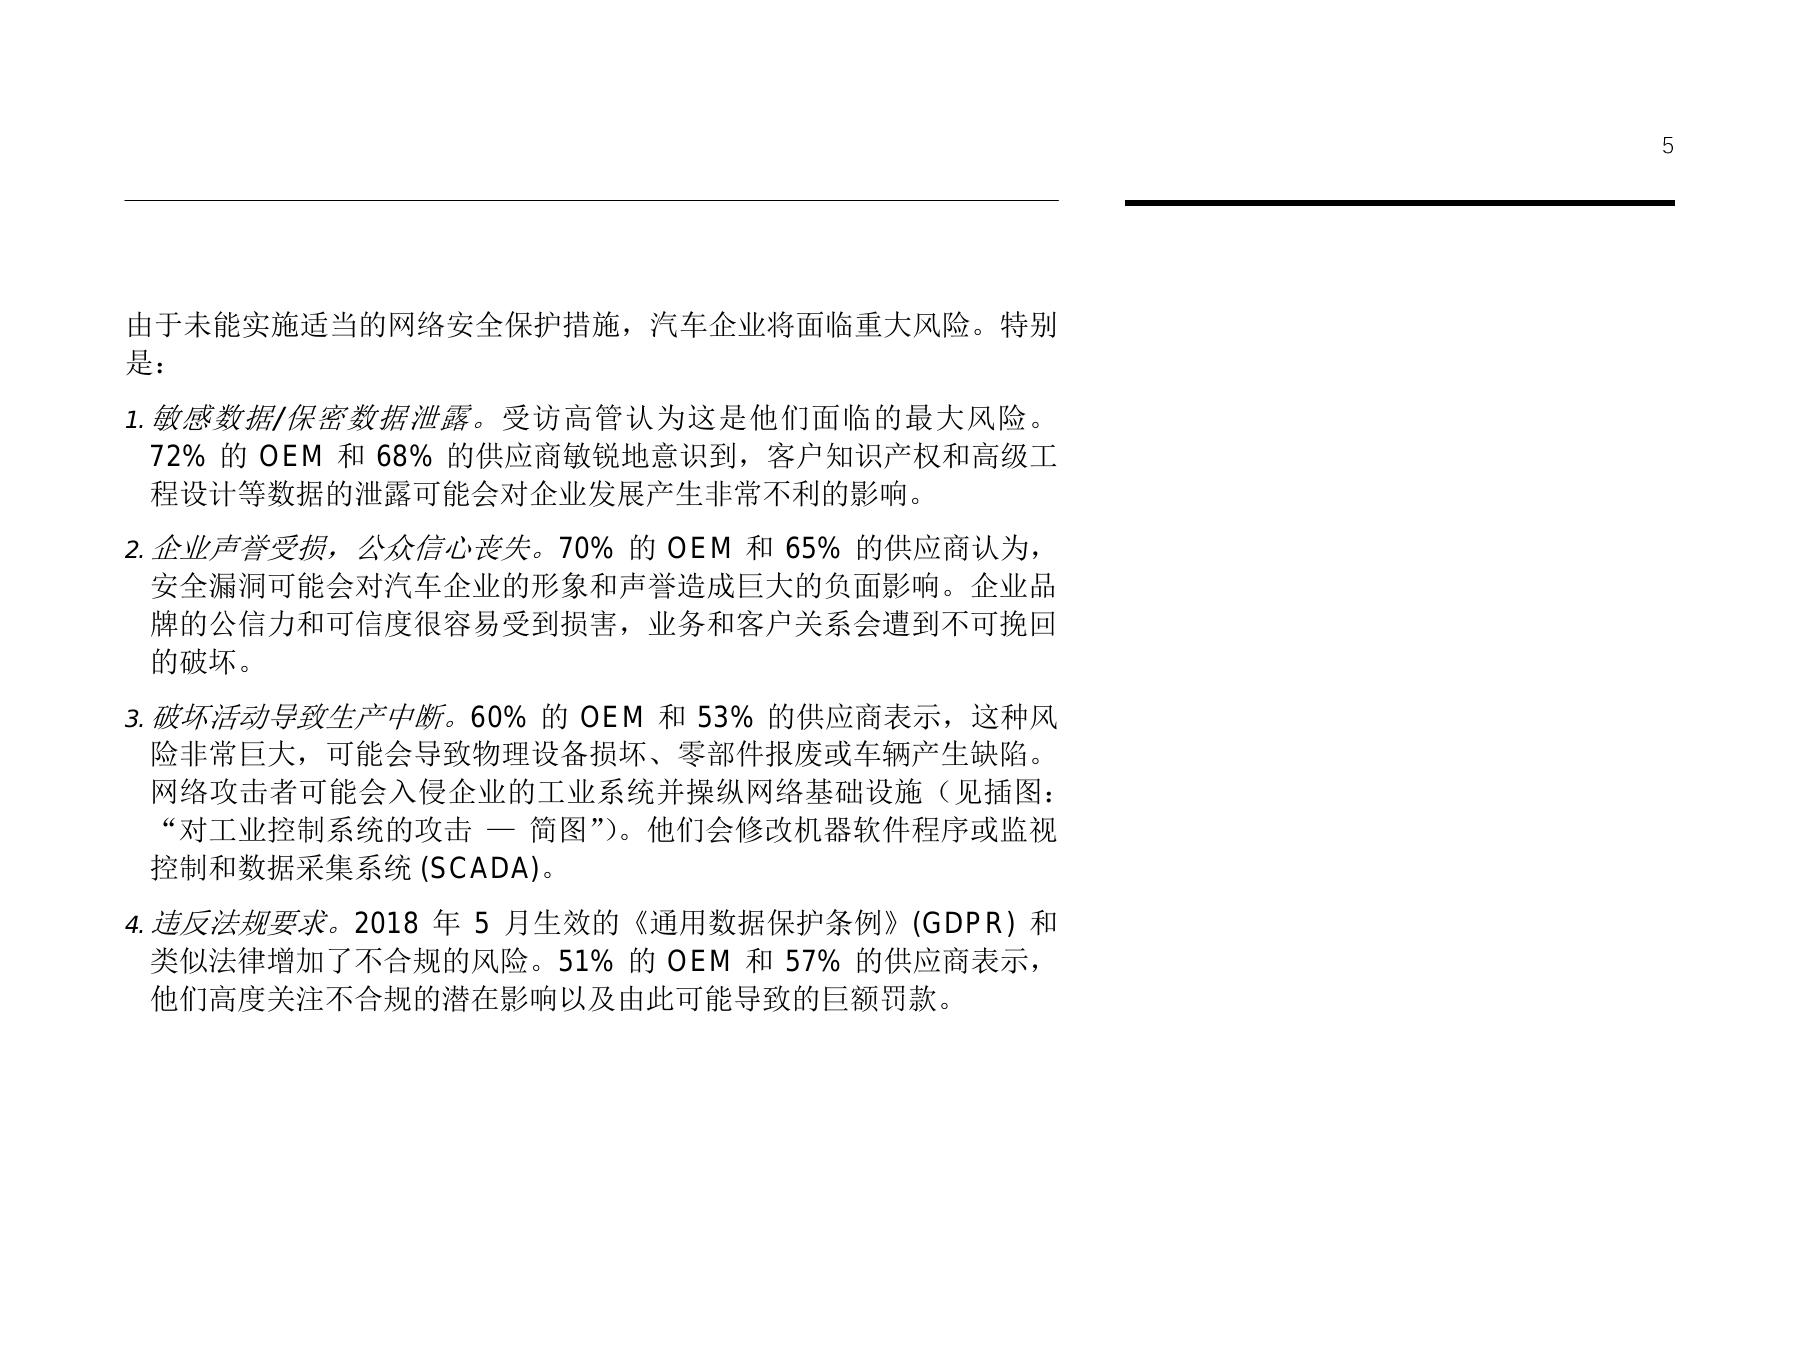 5
由于未能实施适当的网络安全保护措施，汽车企业将面临重大风险。特别
是：
1. 敏感数据/保密数据泄露。受访高管认为这是他们面临的最大风险。
72% 的 OEM 和 68% 的供应商敏锐地意识到，客户知识产权和高级工
程设计等数据的泄露可能会对企业发展产生非常不利的影响。
2. 企业声誉受损，公众信心丧失。70% 的 OEM 和 65% 的供应商认为，
安全漏洞可能会对汽车企业的形象和声誉造成巨大的负面影响。企业品
牌的公信力和可信度很容易受到损害，业务和客户关系会遭到不可挽回
的破坏。
3. 破坏活动导致生产中断。60% 的 OEM 和 53% 的供应商表示，这种风
险非常巨大，可能会导致物理设备损坏、零部件报废或车辆产生缺陷。
网络攻击者可能会入侵企业的工业系统并操纵网络基础设施（见插图：
“对工业控制系统的攻击 — 简图”）。他们会修改机器软件程序或监视
控制和数据采集系统 (SCADA)。
4. 违反法规要求。2018 年 5 月生效的《通用数据保护条例》(GDPR) 和
类似法律增加了不合规的风险。51% 的 OEM 和 57% 的供应商表示，
他们高度关注不合规的潜在影响以及由此可能导致的巨额罚款。